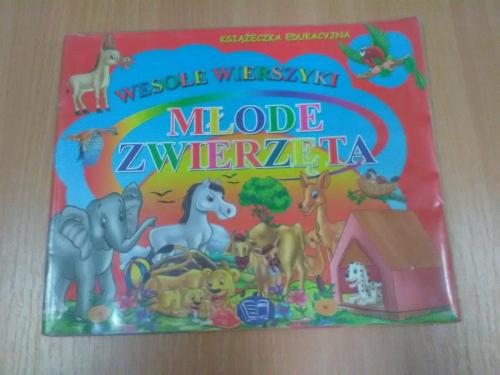 KSIĄŻECZKA EDUKACYJNA
WESOŁE WIERSZYKI
MŁODE
ZWIERZĘTA